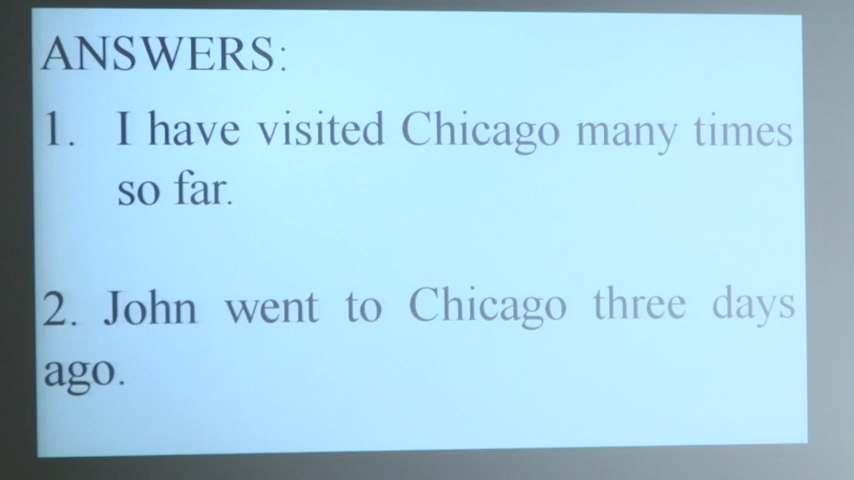 ANSWERS:
1. I have visited Chicago many times
so far.
2. John went to Chicago three days
ago.